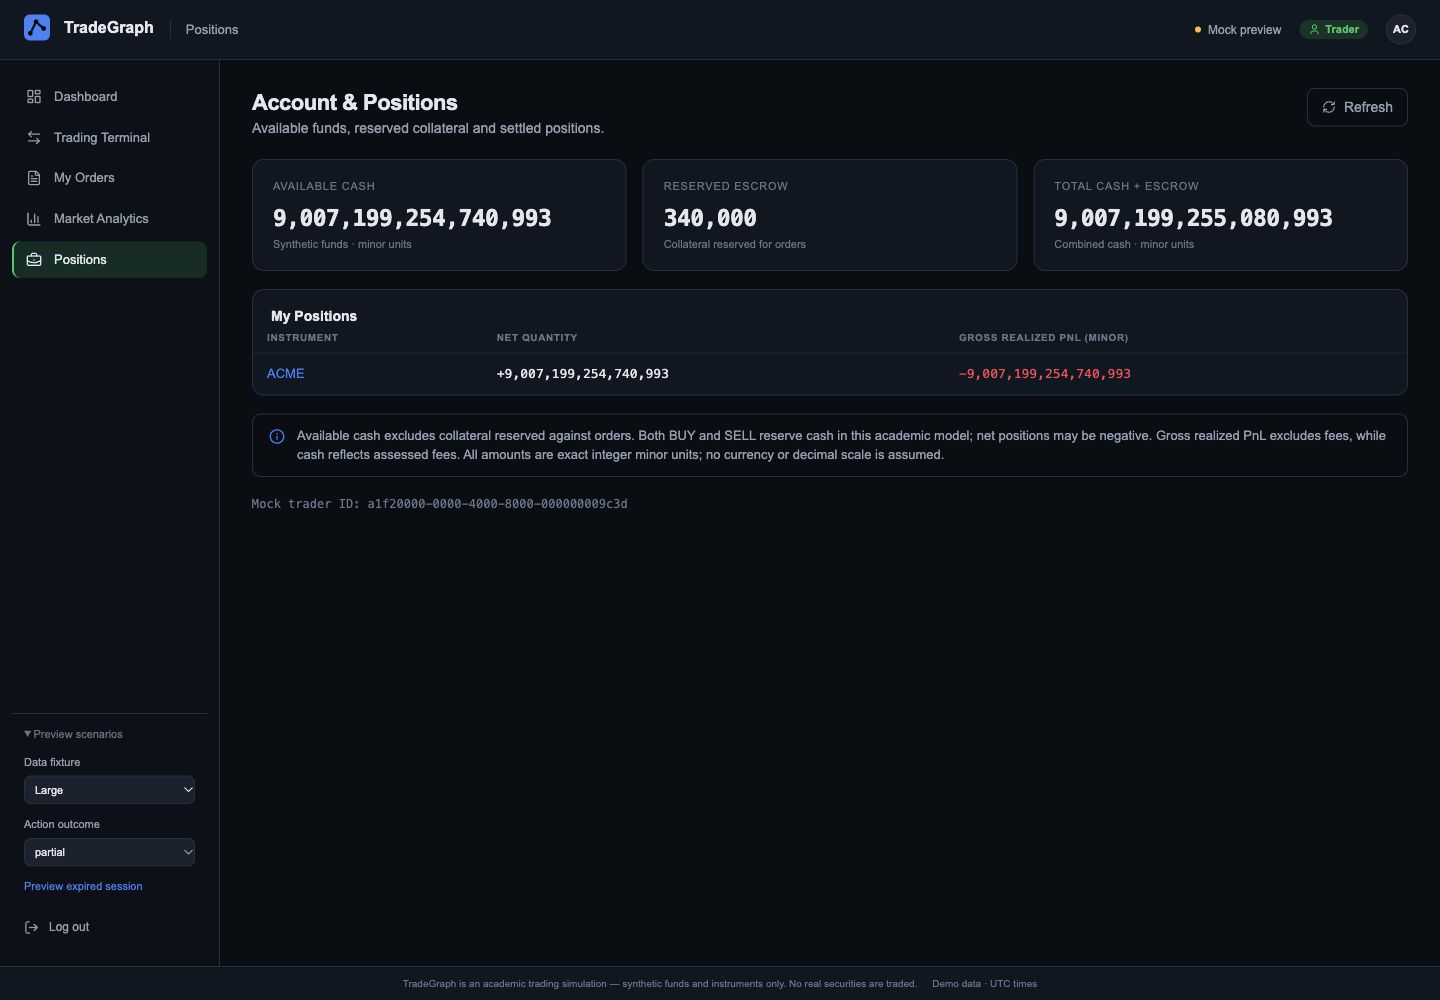 TradeGraph
Positions
Mock preview
Trader
AC
Dashboard
Trading Terminal
My Orders
Market Analytics
Positions
Account & Positions
Available funds, reserved collateral and settled positions.
Refresh
AVAILABLE CASH
9,007,199,254,740,993
Synthetic funds · minor units
RESERVED ESCROW
340,000
Collateral reserved for orders
TOTAL CASH + ESCROW
9,007,199,255,080,993
Combined cash · minor units
My Positions
INSTRUMENT NET QUANTITY GROSS REALIZED PNL (MINOR)
ACME +9,007,199,254,740,993 −9,007,199,254,740,993
Available cash excludes collateral reserved against orders. Both BUY and SELL reserve cash in this academic model; net positions may be negative. Gross realized PnL excludes fees, while
cash reflects assessed fees. All amounts are exact integer minor units; no currency or decimal scale is assumed.
Mock trader ID: a1f20000-0000-4000-8000-000000009c3d
▼ Preview scenarios
Data fixture
Large
Action outcome
partial
Preview expired session
Log out
TradeGraph is an academic trading simulation — synthetic funds and instruments only. No real securities are traded. Demo data · UTC times